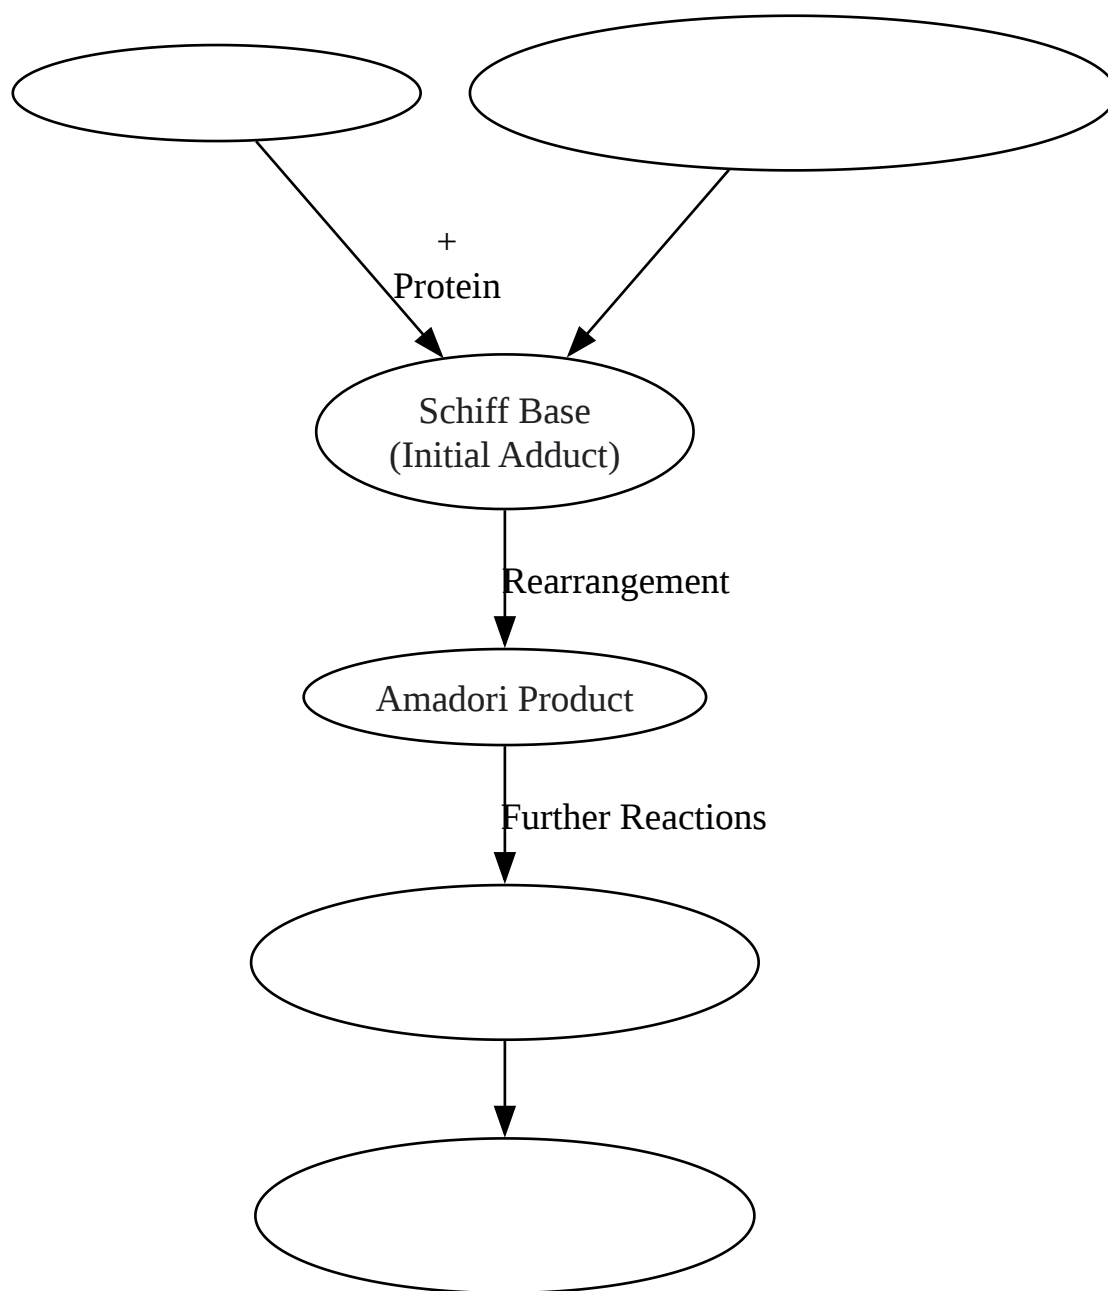 +
Protein
Schiff Base
(Initial Adduct)
Rearrangement
Amadori Product
Further Reactions